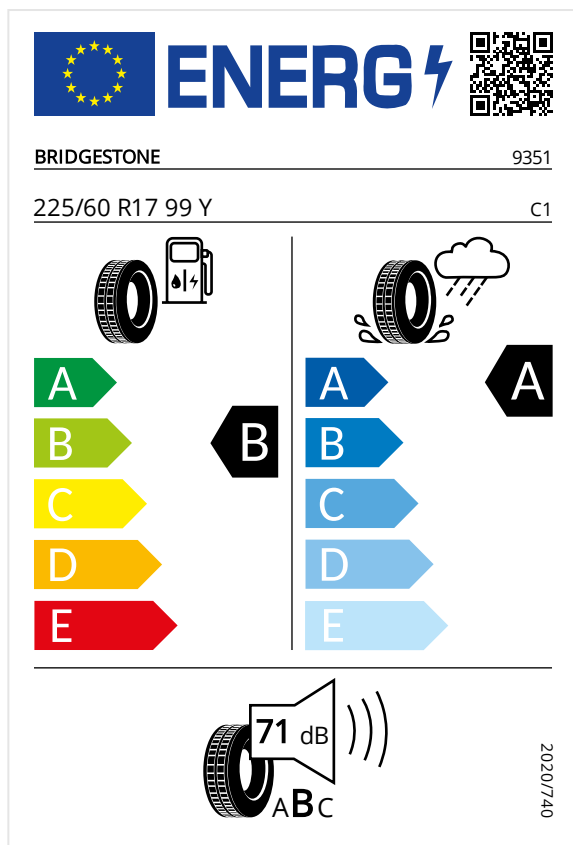 ENERG
BRIDGESTONE 9351
225/60 R17 99 Y C1
A A A
B B B
C C
D D
E E
71 dB
ABC
2020/740